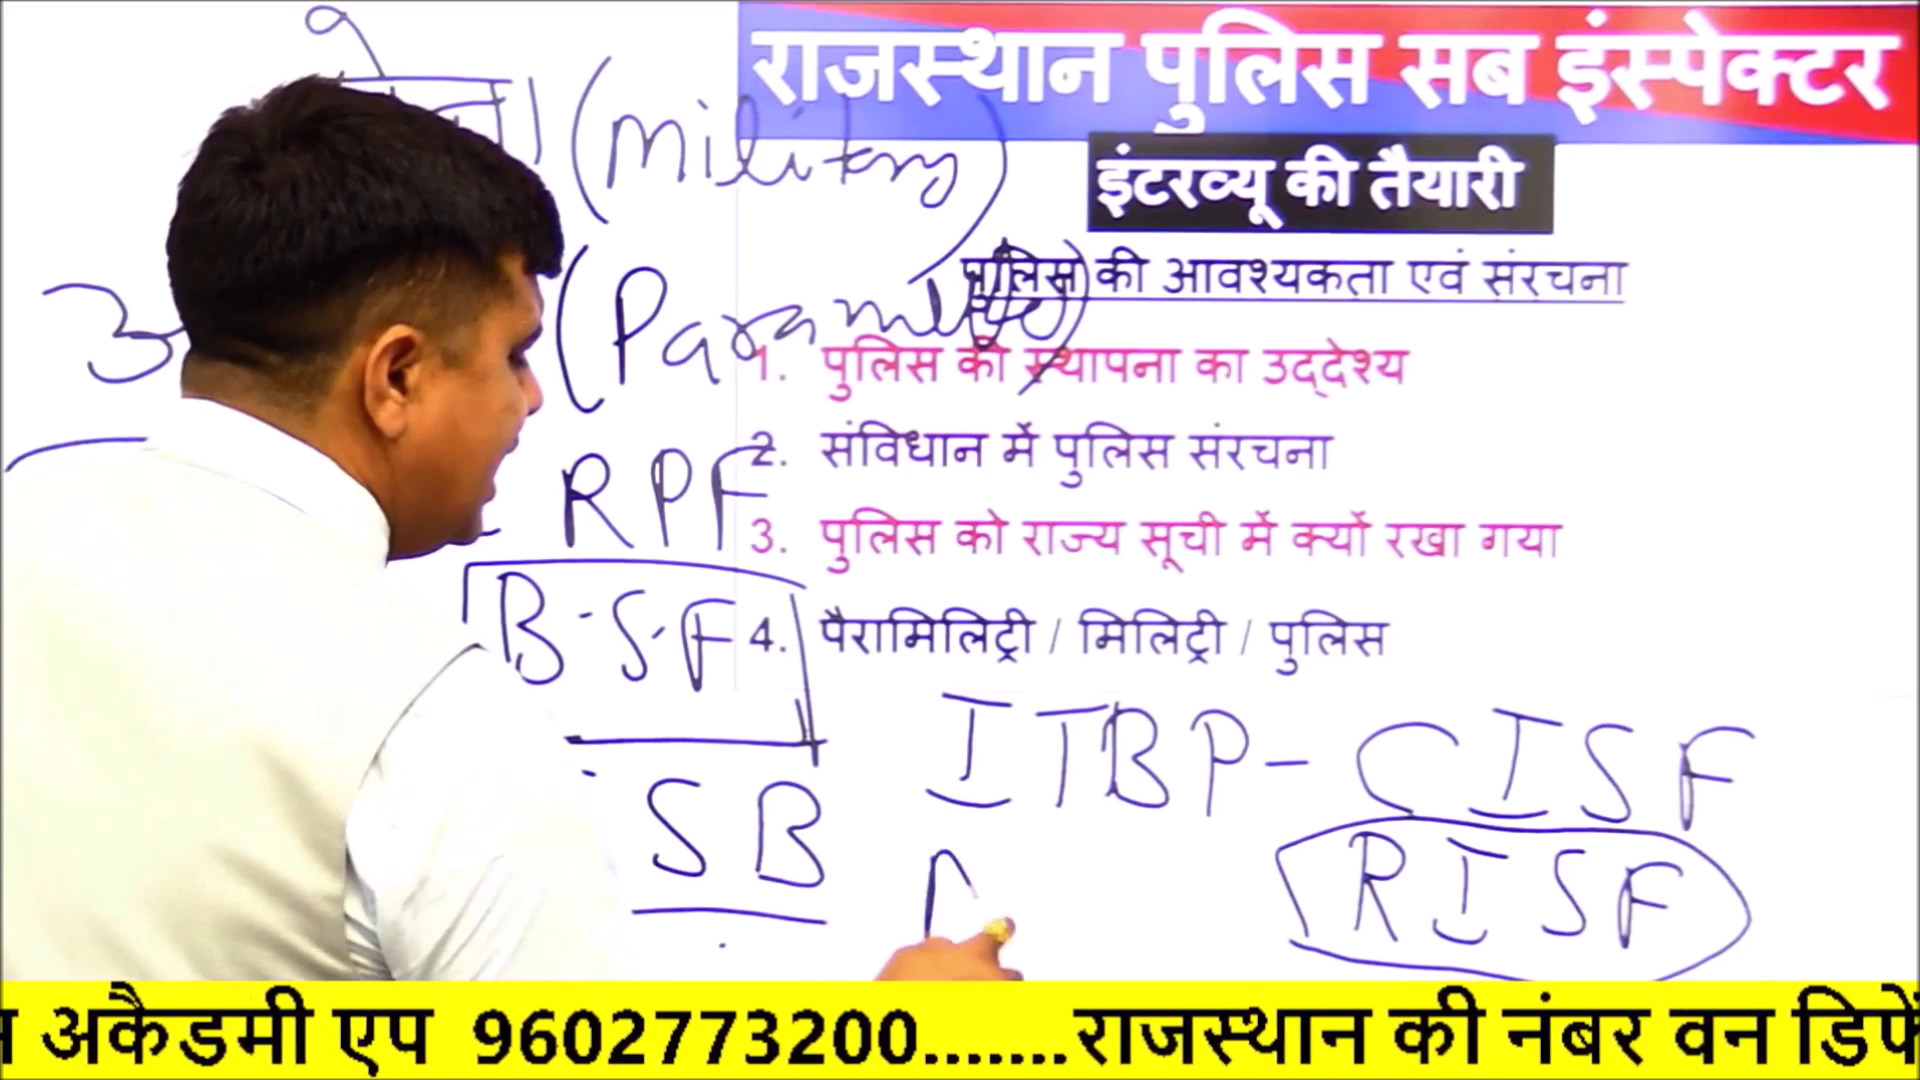 राजस्थान पुलिस सब इंस्पेक्टर
इंटरव्यू की तैयारी
(Military)
पुलिस की आवश्यकता एवं संरचना
1. पुलिस की स्थापना का उद्देश्य
2. संविधान में पुलिस संरचना
3. पुलिस को राज्य सूची में क्यों रखा गया
4. पैरामिलिट्री / मिलिट्री / पुलिस
RPF
B.S.F
ITBP - CISF
SB
RISF
अकैडमी एप 9602773200.......राजस्थान की नंबर वन